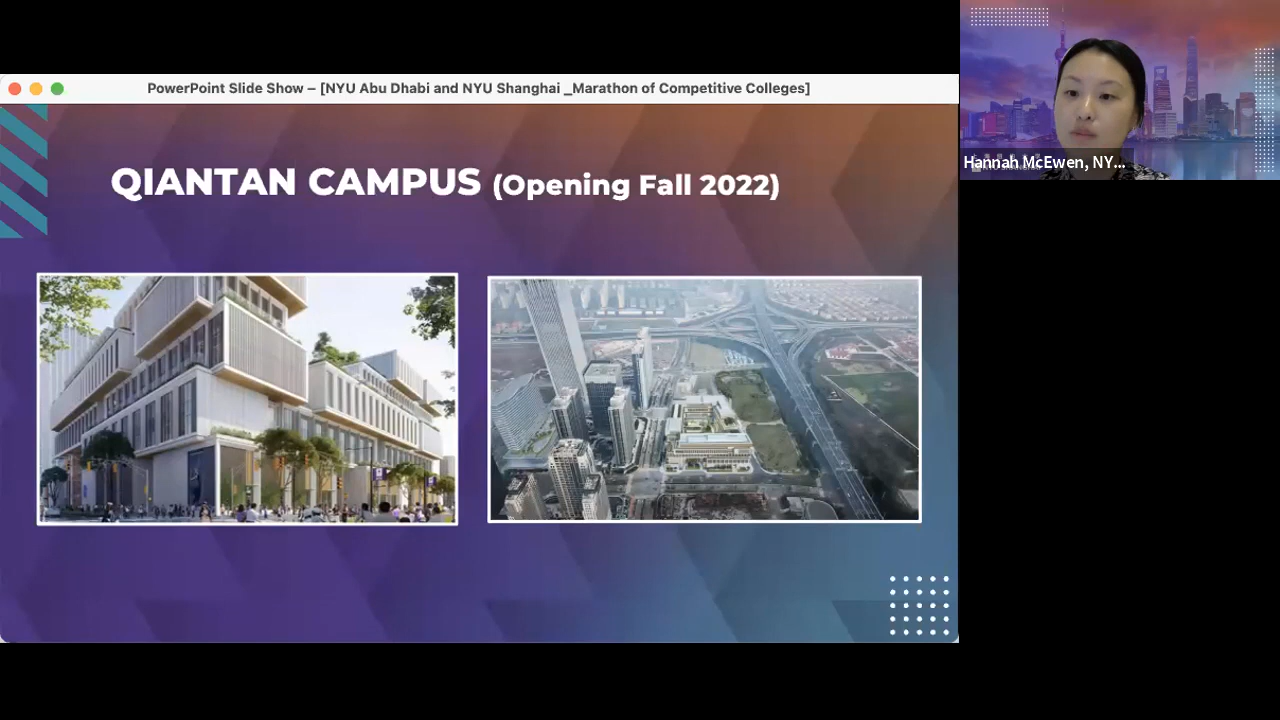 PowerPoint Slide Show – [NYU Abu Dhabi and NYU Shanghai _Marathon of Competitive Colleges]
QIANTAN CAMPUS (Opening Fall 2022)
Hannah McEwen, NY...